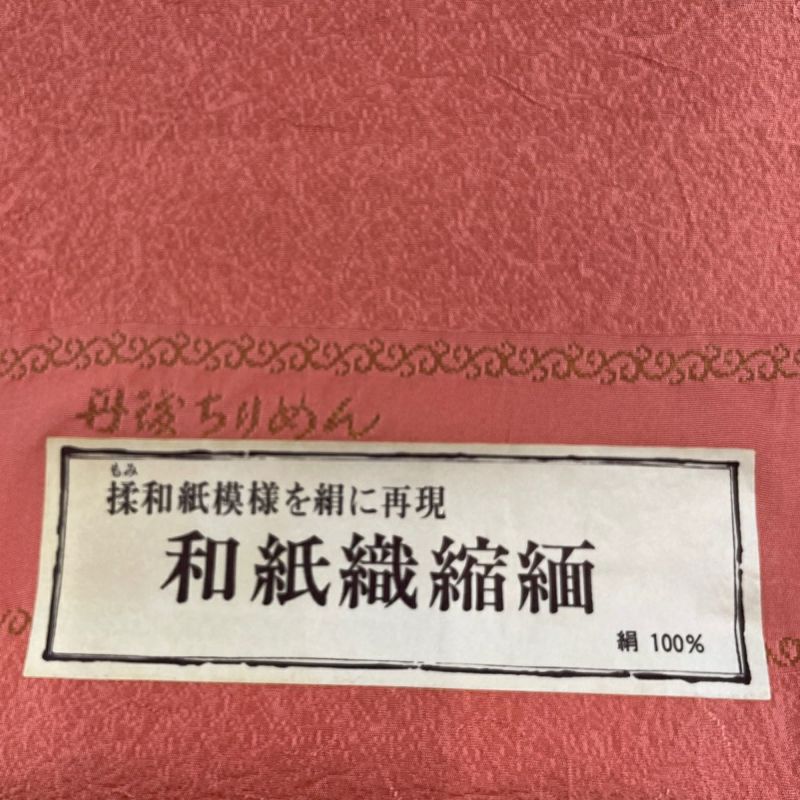 丹後ちりめん
もみ
揉和紙模様を絹に再現
和紙織縮緬
絹 100%